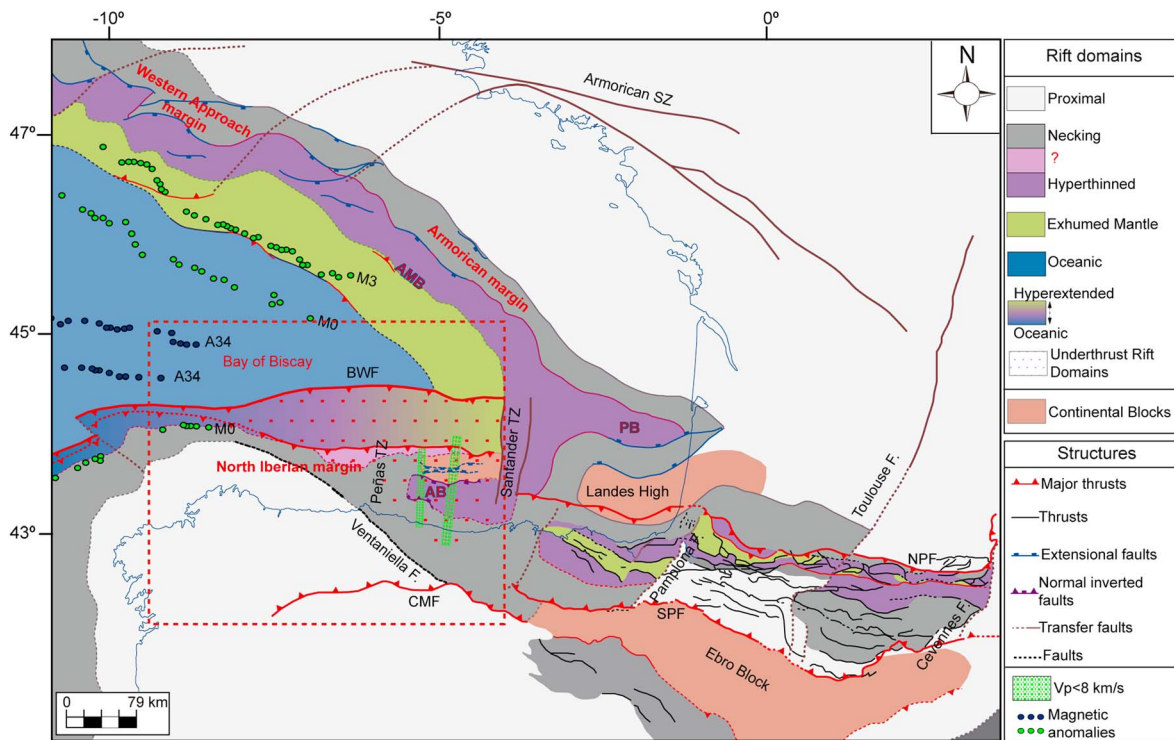 -10º
-5º
0º
47º
45º
43º
N
Western Approach
margin
Armorican SZ
Armorican margin
AMB
M3
M0
A34
A34
Bay of Biscay
BWF
M0
North Iberian margin
Peñas TZ
Santander TZ
PB
AB
Landes High
Toulouse F.
Ventaniella F.
CMF
Pamplona F.
NPF
SPF
Cevennes F.
Ebro Block
0
79 km
Rift domains
Proximal
Necking
?
Hyperthinned
Exhumed Mantle
Oceanic
Hyperextended
Oceanic
Underthrust Rift
Domains
Continental Blocks
Structures
Major thrusts
Thrusts
Extensional faults
Normal inverted
faults
Transfer faults
Faults
Vp<8 km/s
Magnetic
anomalies